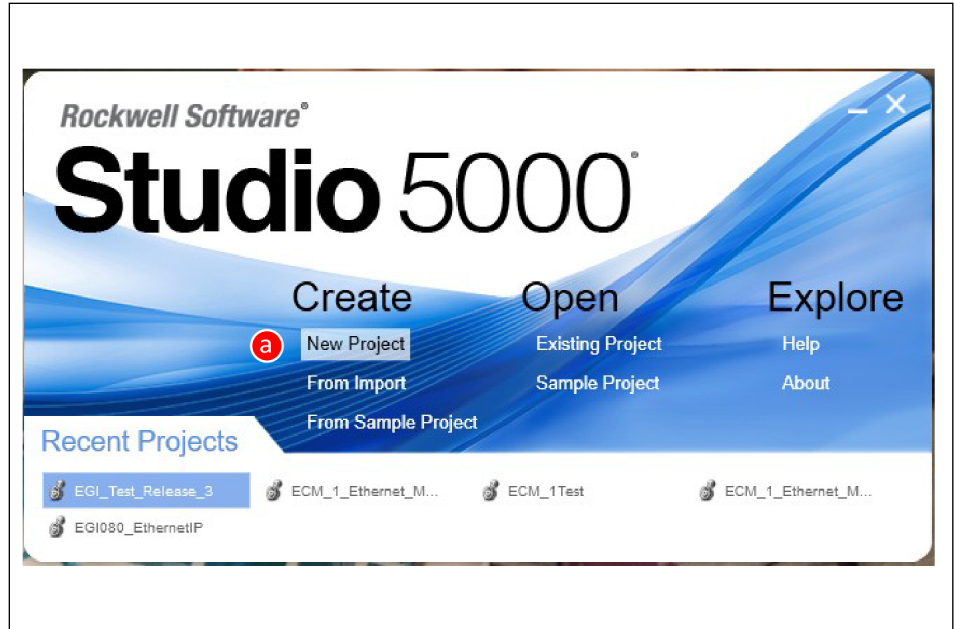 Rockwell Software®
Studio 5000®
Create Open Explore
a New Project Existing Project Help
From Import Sample Project About
From Sample Project
Recent Projects
EGI_Test_Release_3 ECM_1_Ethernet_M... ECM_1Test ECM_1_Ethernet_M...
EGI080_EthernetIP